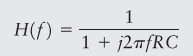 H(f) = 1 / 1 + j2πfRC